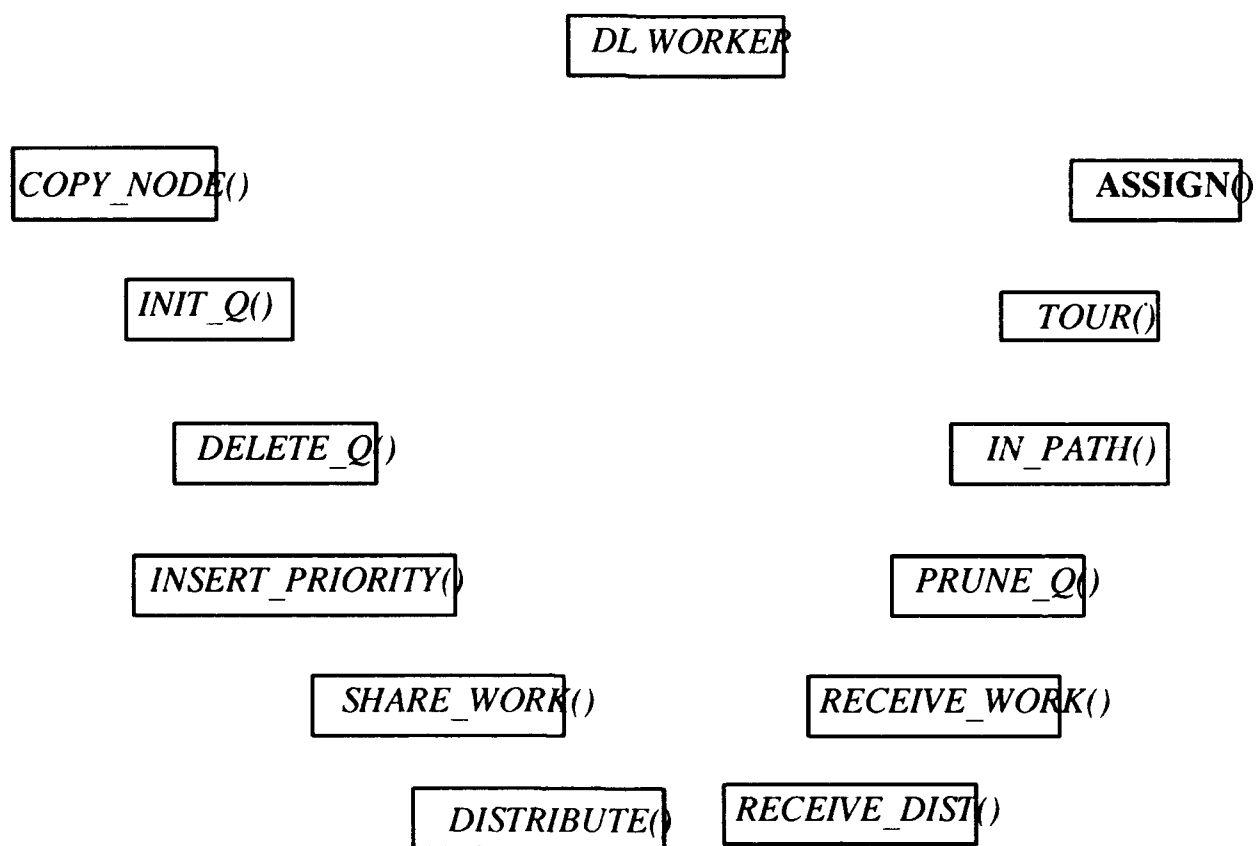 DL WORKER
COPY_NODE()
ASSIGN()
INIT_Q()
TOUR()
DELETE_Q()
IN_PATH()
INSERT_PRIORITY()
PRUNE_Q()
SHARE_WORK()
RECEIVE_WORK()
DISTRIBUTE()
RECEIVE_DIST()